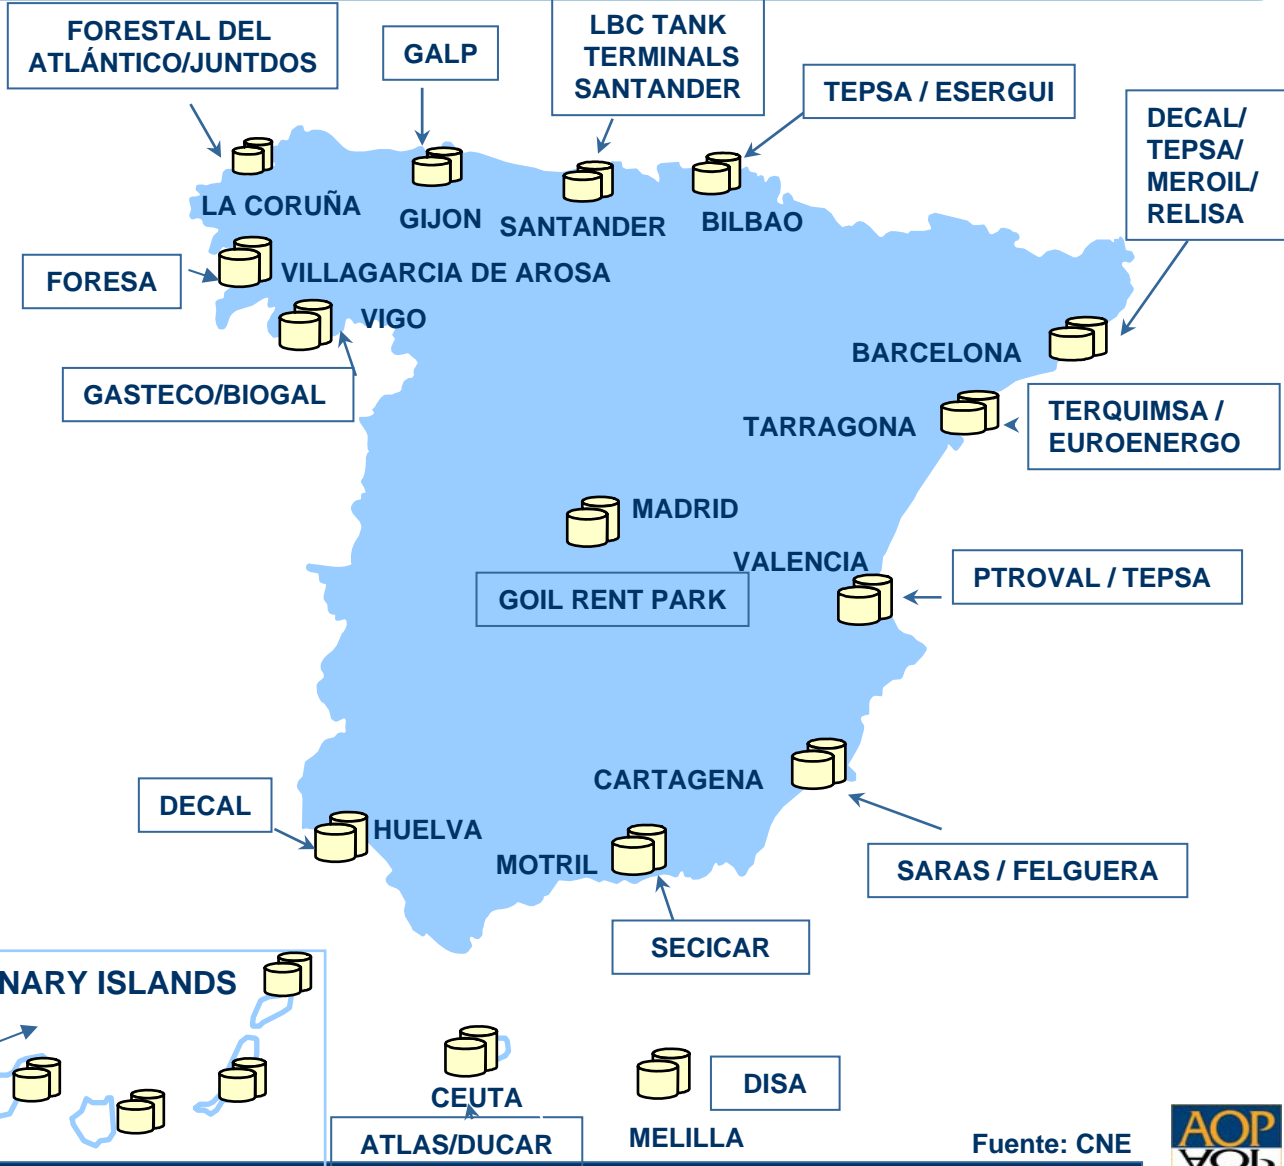 FORESTAL DEL
ATLÁNTICO/JUNTDOS
GALP
LBC TANK
TERMINALS
SANTANDER
TEPSA / ESERGUI
DECAL/
TEPSA/
MEROIL/
RELISA
LA CORUÑA
GIJON
SANTANDER
BILBAO
FORESA
VILLAGARCIA DE AROSA
VIGO
GASTECO/BIOGAL
BARCELONA
TARRAGONA
TERQUIMSA /
EUROENERGO
MADRID
VALENCIA
GOIL RENT PARK
PTROVAL / TEPSA
CARTAGENA
DECAL
HUELVA
MOTRIL
SARAS / FELGUERA
SECICAR
NARY ISLANDS
CEUTA
DISA
ATLAS/DUCAR
MELILLA
Fuente: CNE
AOP